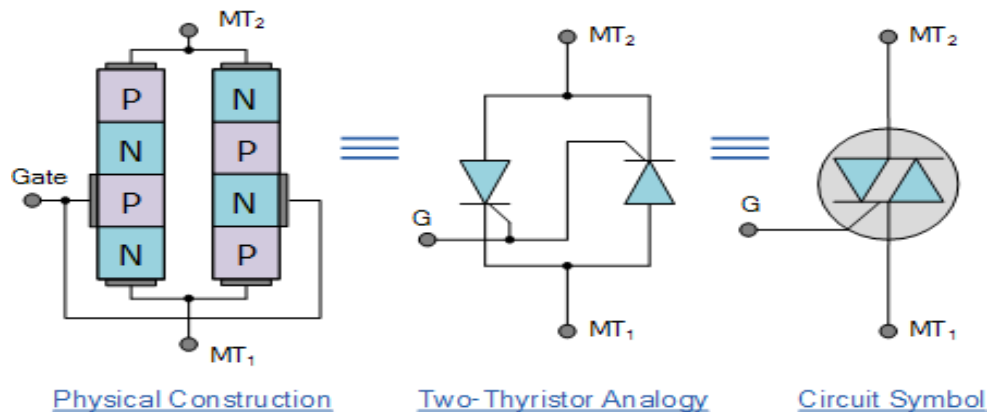 MT2
MT2
MT2
P N
N P
Gate
P N
N P
G
G
MT1
MT1
MT1
Physical Construction
Two-Thyristor Analogy
Circuit Symbol